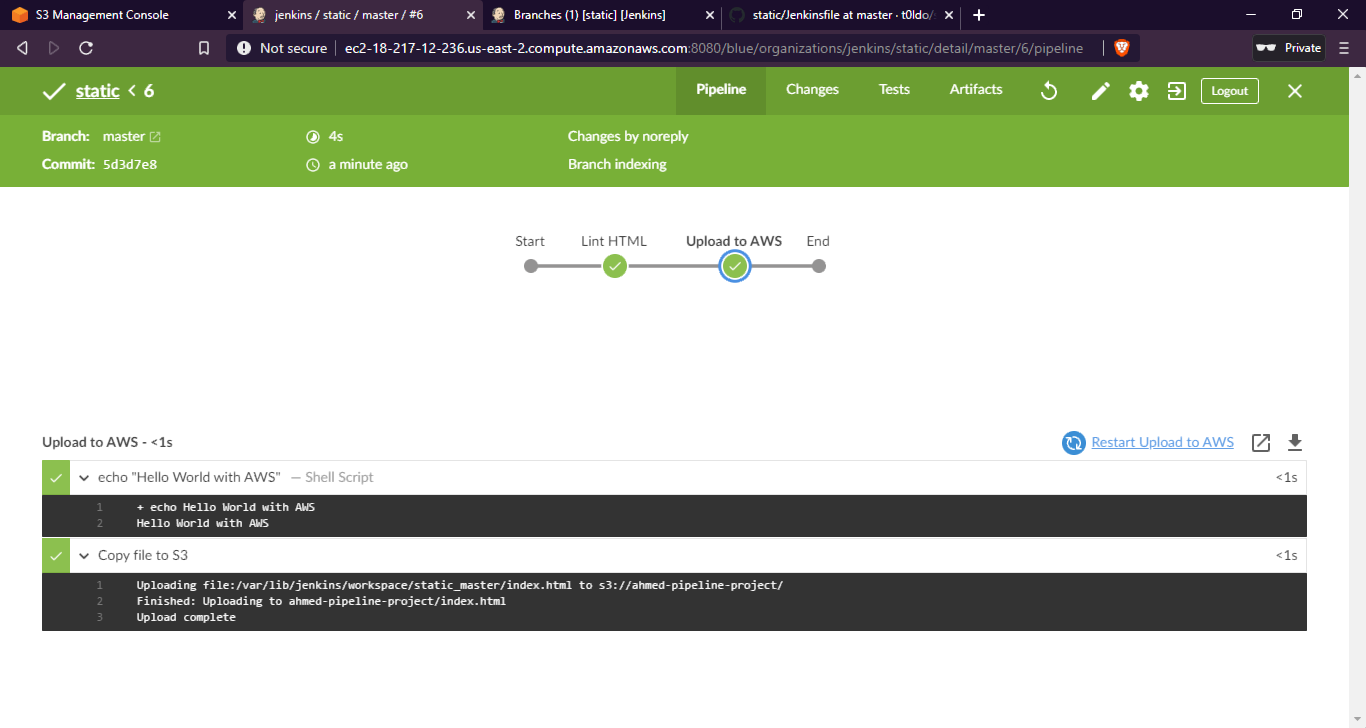 S3 Management Console
jenkins / static / master / #6
Branches (1) [static] [Jenkins]
static/Jenkinsfile at master · t0ldo/
Not secure
ec2-18-217-12-236.us-east-2.compute.amazonaws.com:8080/blue/organizations/jenkins/static/detail/master/6/pipeline
Private
static < 6
Pipeline
Changes
Tests
Artifacts
Logout
Branch: master
4s
Changes by noreply
Commit: 5d3d7e8
a minute ago
Branch indexing
Start
Lint HTML
Upload to AWS
End
Upload to AWS - <1s
Restart Upload to AWS
echo "Hello World with AWS" — Shell Script
<1s
1 + echo Hello World with AWS
2 Hello World with AWS
Copy file to S3
<1s
1 Uploading file:/var/lib/jenkins/workspace/static_master/index.html to s3://ahmed-pipeline-project/
2 Finished: Uploading to ahmed-pipeline-project/index.html
3 Upload complete